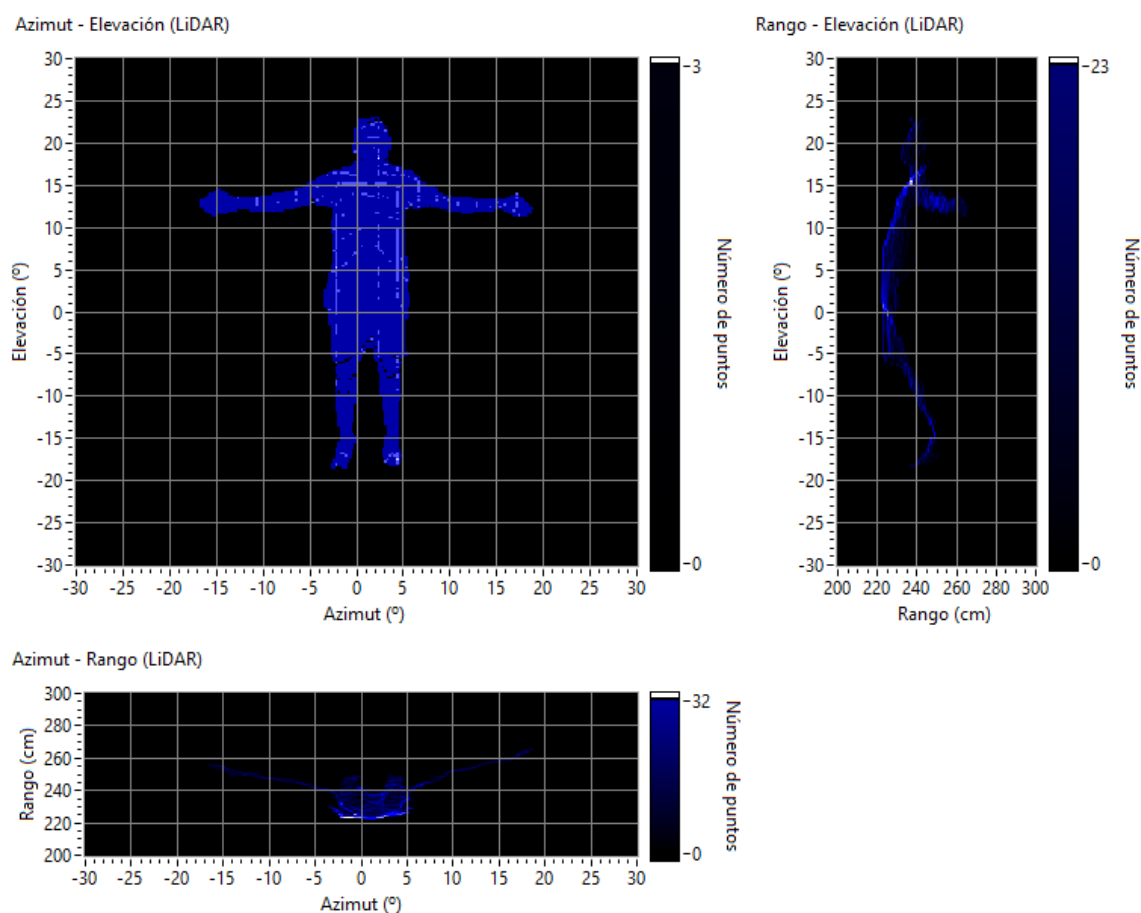 Azimut - Elevación (LiDAR)
30
25
20
15
10
5
0
-5
-10
-15
-20
-25
-30
Elevación (º)
-30 -25 -20 -15 -10 -5 0 5 10 15 20 25 30
Azimut (º)
3
0
Número de puntos
Rango - Elevación (LiDAR)
30
25
20
15
10
5
0
-5
-10
-15
-20
-25
-30
Elevación (º)
200 220 240 260 280 300
Rango (cm)
23
0
Número de puntos
Azimut - Rango (LiDAR)
300
280
260
240
220
200
Rango (cm)
-30 -25 -20 -15 -10 -5 0 5 10 15 20 25 30
Azimut (º)
32
0
Número de puntos